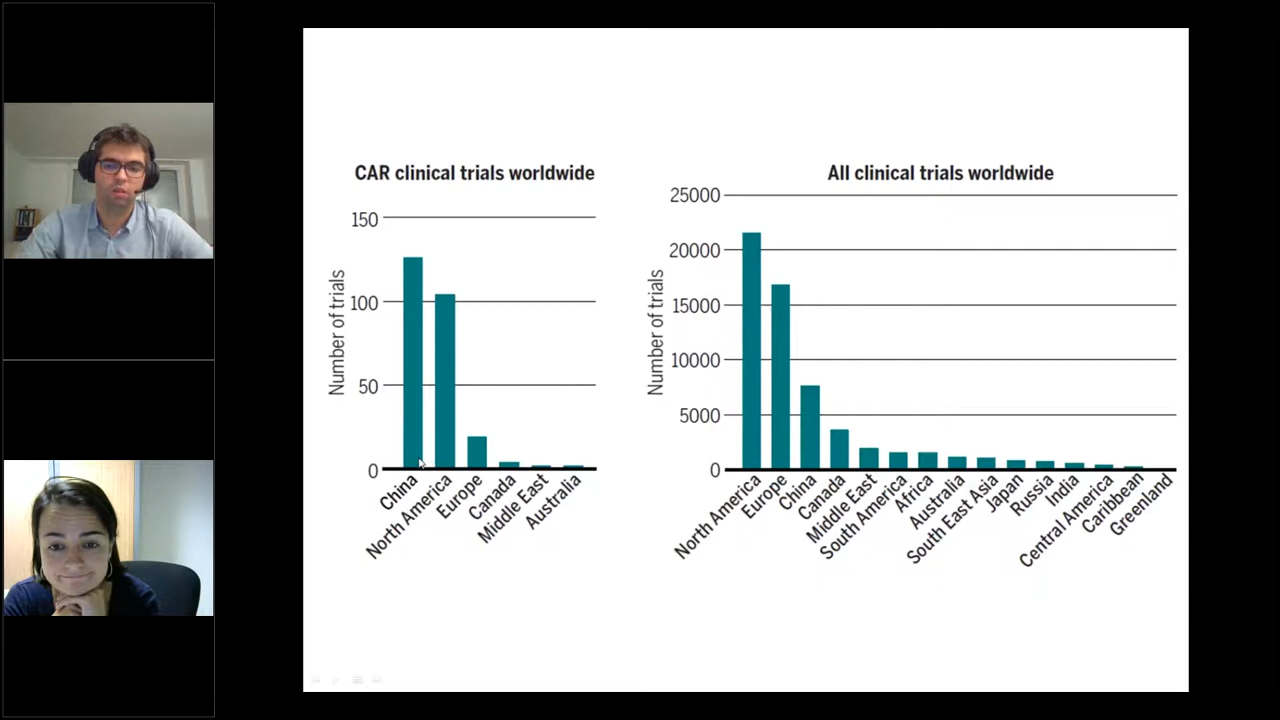 CAR clinical trials worldwide
150
100
50
0
Number of trials
China
North America
Europe
Canada
Middle East
Australia
All clinical trials worldwide
25000
20000
15000
10000
5000
0
Number of trials
North America
Europe
China
Canada
Middle East
South America
Africa
Australia
South East Asia
Japan
Russia
India
Central America
Caribbean
Greenland